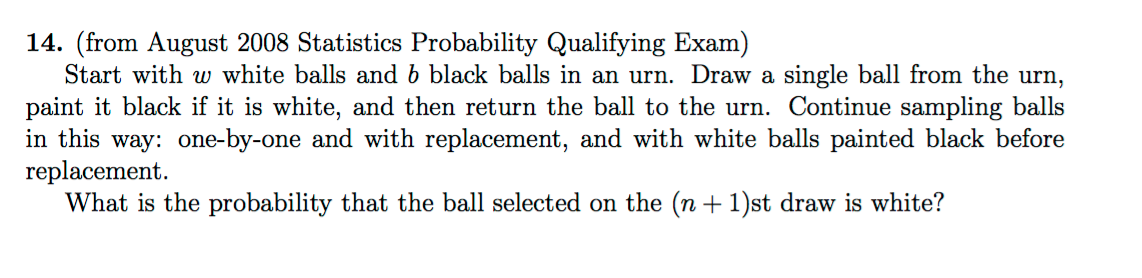 14. (from August 2008 Statistics Probability Qualifying Exam)
Start with w white balls and b black balls in an urn. Draw a single ball from the urn,
paint it black if it is white, and then return the ball to the urn. Continue sampling balls
in this way: one-by-one and with replacement, and with white balls painted black before
replacement.
What is the probability that the ball selected on the (n + 1)st draw is white?